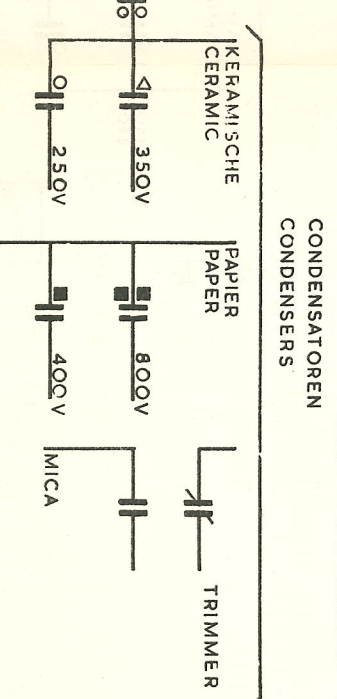 CONDENSATOREN
CONDENSERS
KERAMISCHE
CERAMIC
350V
250V
PAPIER
PAPER
800V
400V
TRIMMER
MICA